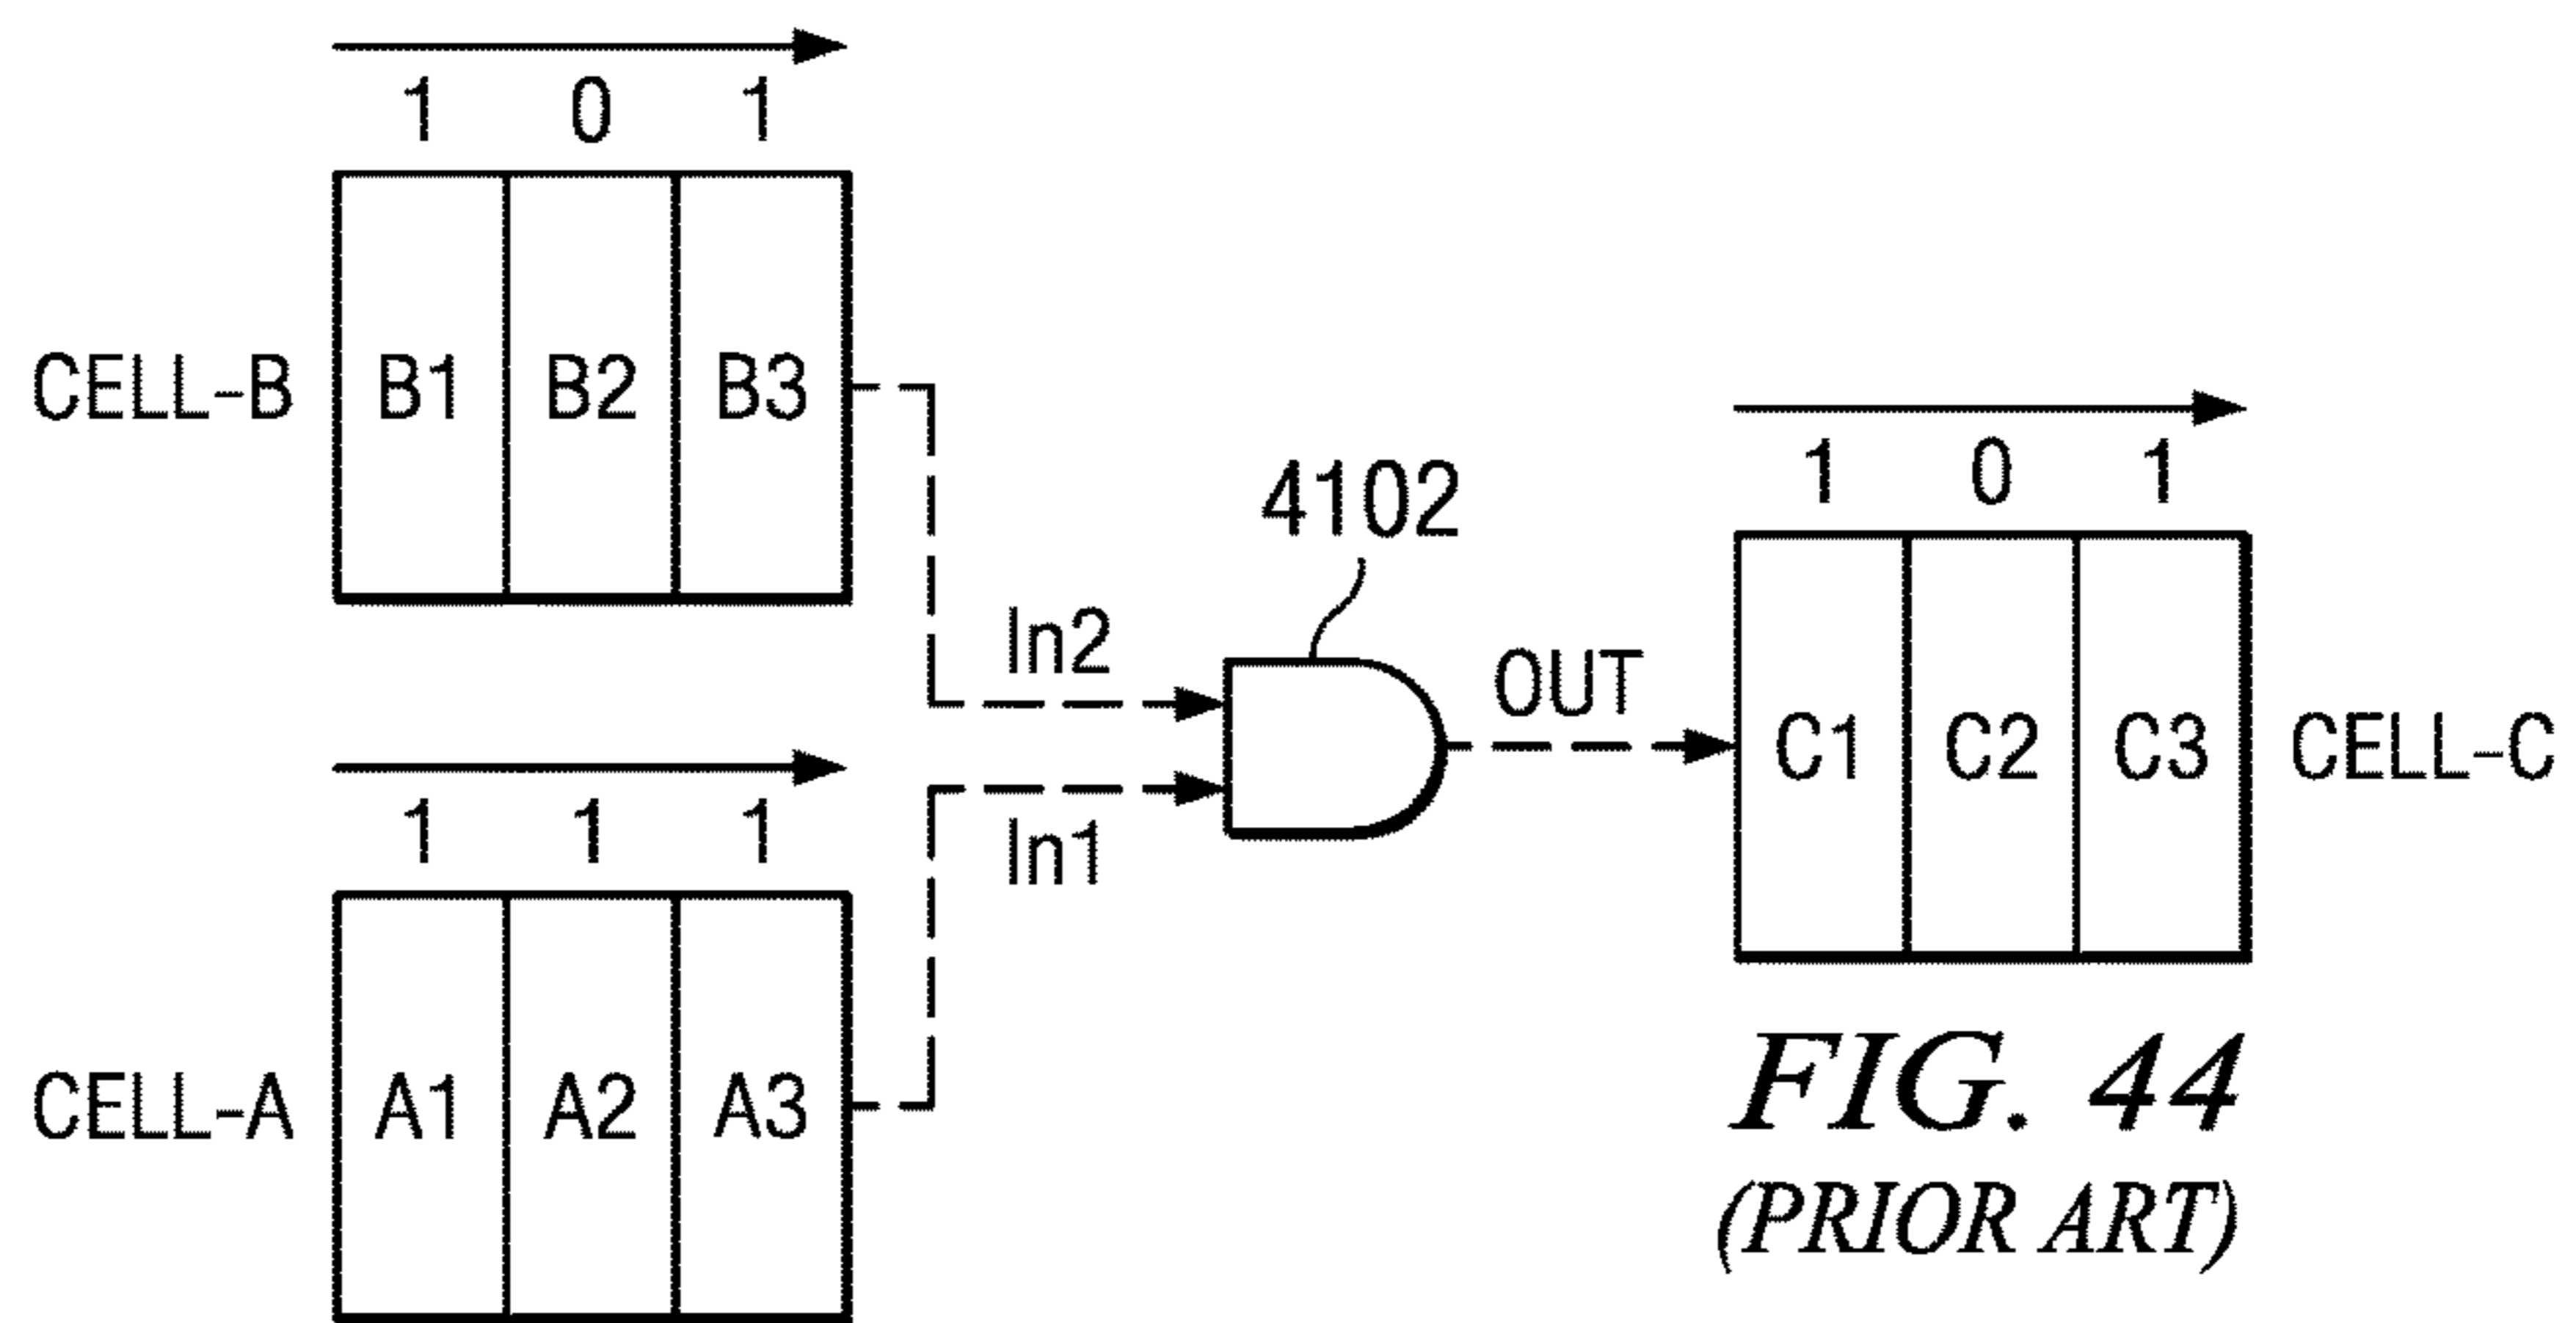 1 0 1
CELL-B B1 B2 B3
In2
4102
OUT
1 0 1
C1 C2 C3 CELL-C
1 1 1
In1
CELL-A A1 A2 A3
FIG. 44
(PRIOR ART)